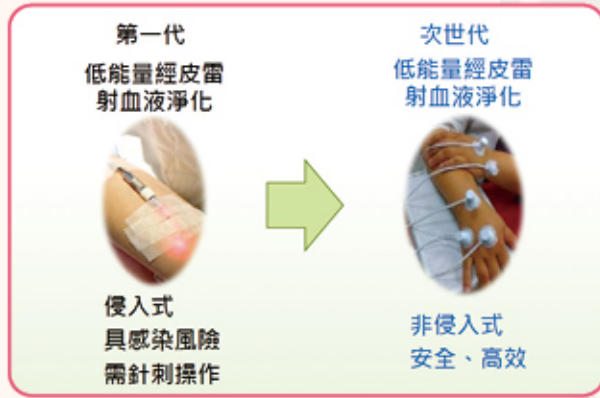 第一代
低能量經皮雷
射血液淨化
侵入式
具感染風險
需針刺操作
次世代
低能量經皮雷
射血液淨化
非侵入式
安全、高效